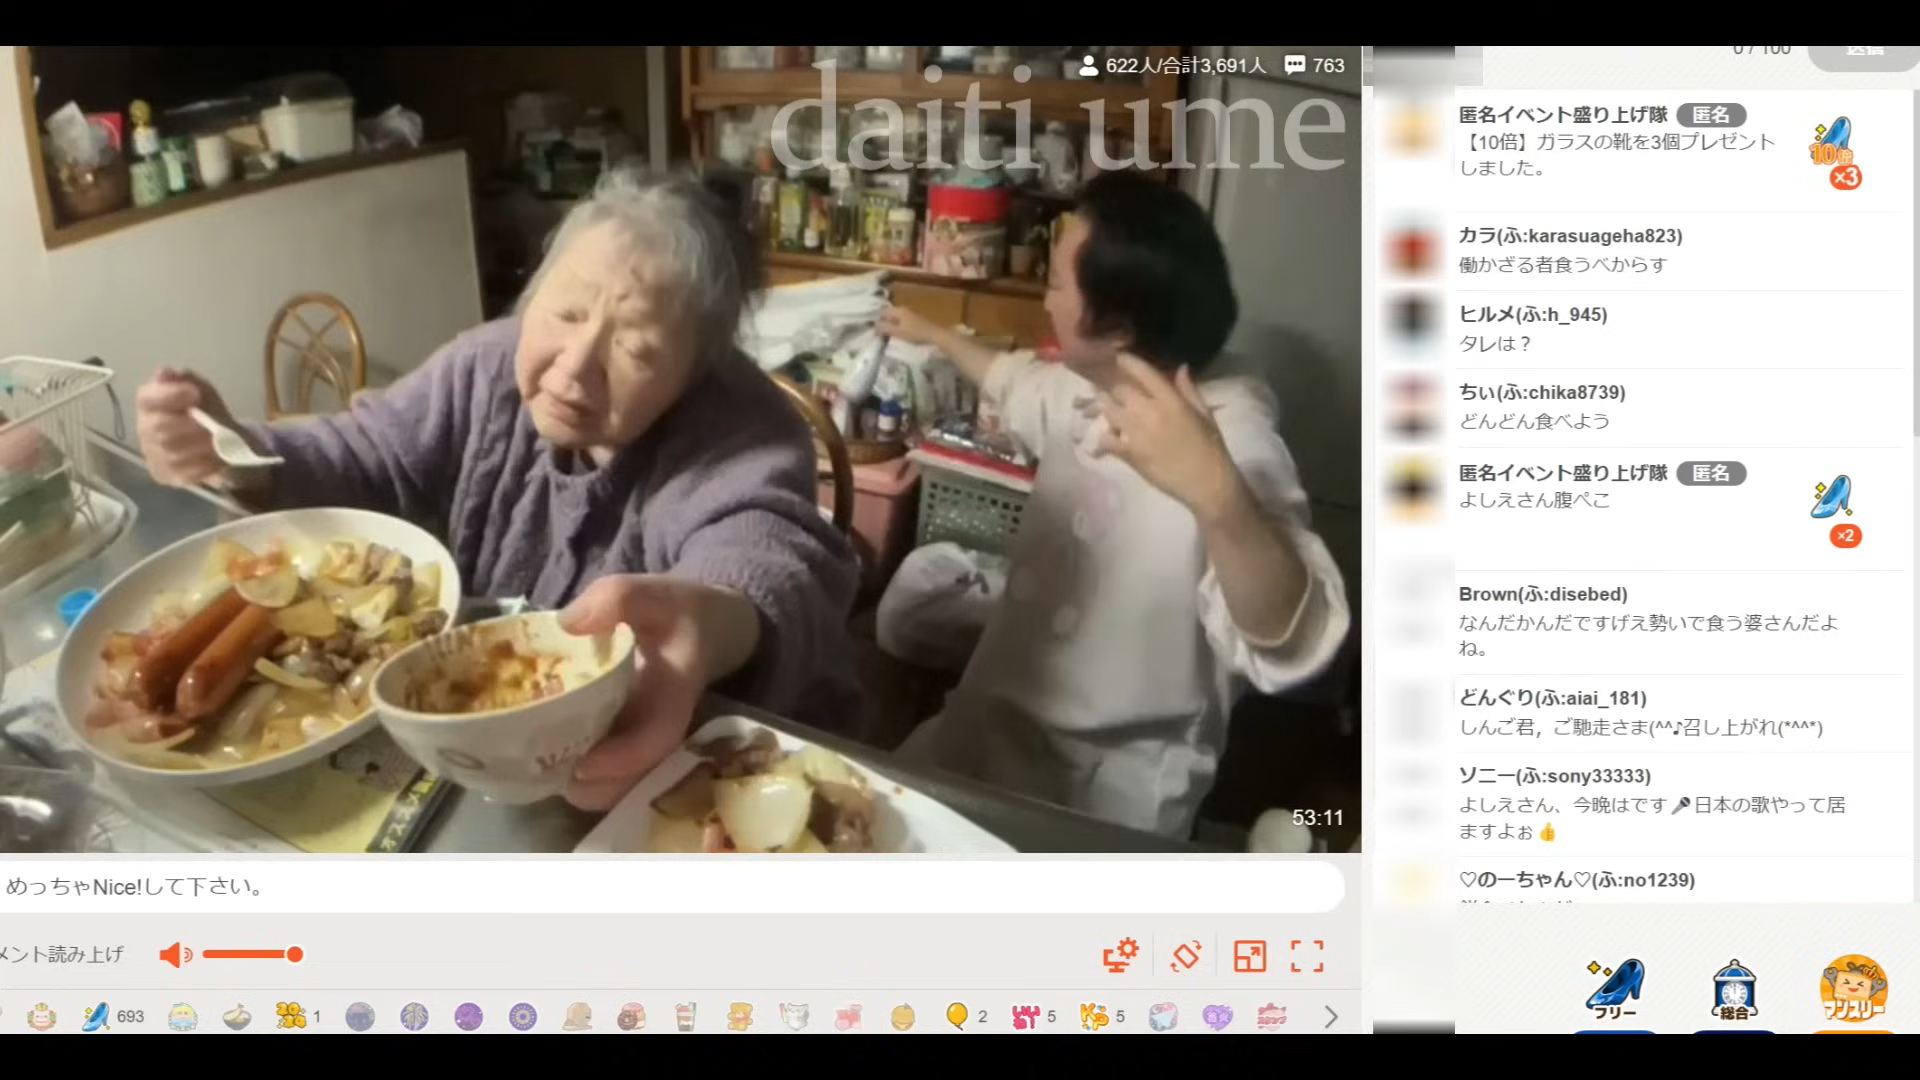 622人/合計3,691人 763
daiti ume
53:11
めっちゃNice!して下さい。
メント読み上げ
693
1
2
5
5
0 / 100
送信
匿名イベント盛り上げ隊 匿名
【10倍】ガラスの靴を3個プレゼント
しました。
10倍
×3
カラ(ふ:karasuageha823)
働かざる者食うべからす
ヒルメ(ふ:h_945)
タレは？
ちぃ(ふ:chika8739)
どんどん食べよう
匿名イベント盛り上げ隊 匿名
よしえさん腹ぺこ
×2
Brown(ふ:disebed)
なんだかんだですげえ勢いで食う婆さんだよ
ね。
どんぐり(ふ:aiai_181)
しんご君，ご馳走さま(^^♪召し上がれ(*^^*)
ソニー(ふ:sony33333)
よしえさん、今晩はです🎤日本の歌やって居
ますよぉ👍
♡のーちゃん♡(ふ:no1239)
フリー
総合
マンスリー